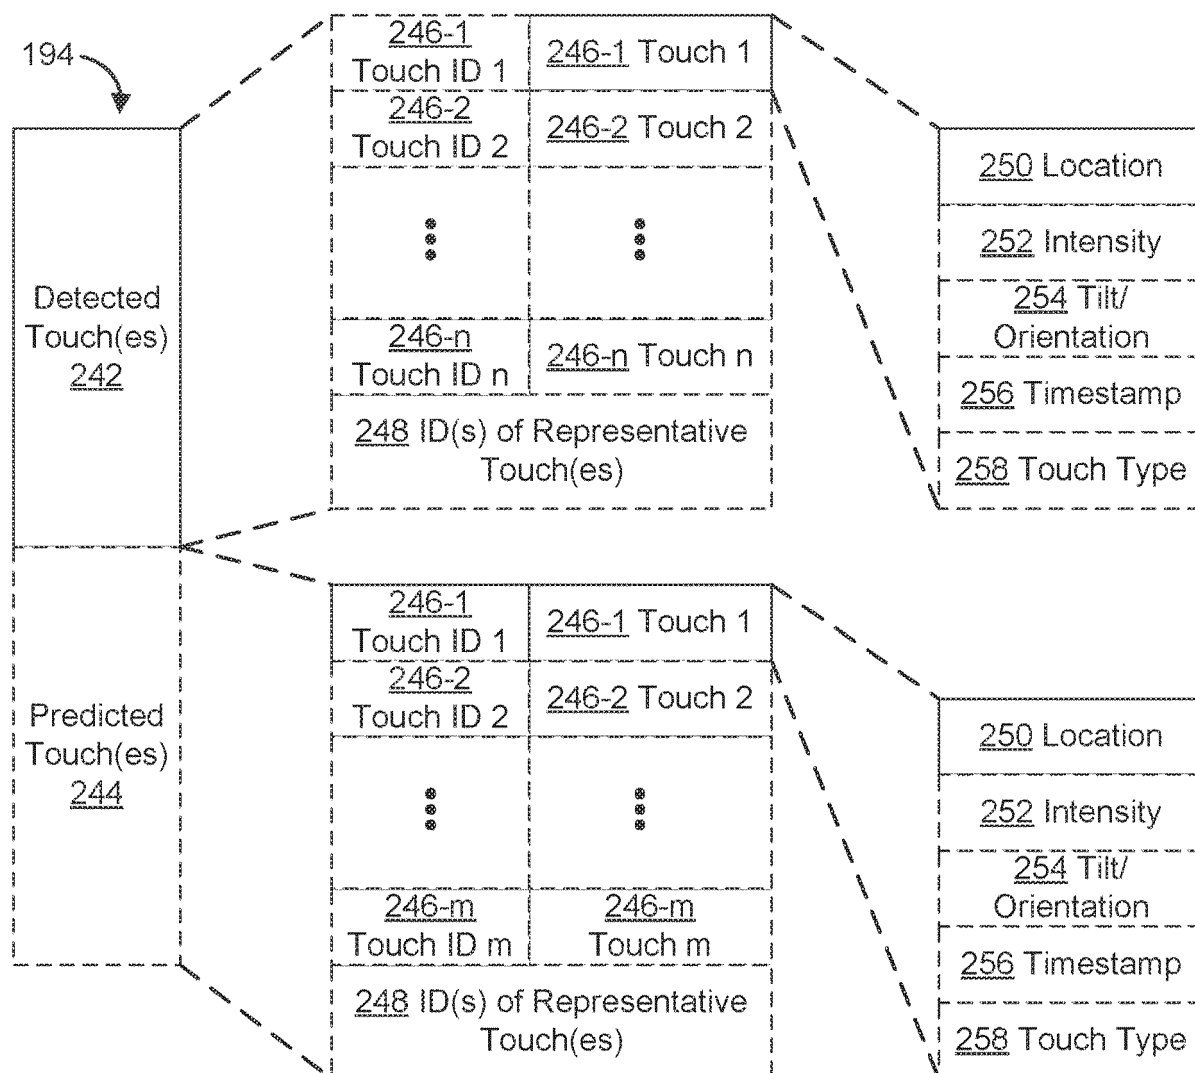 194
Detected
Touch(es)
242
Predicted
Touch(es)
244
246-1
Touch ID 1
246-1 Touch 1
246-2
Touch ID 2
246-2 Touch 2
246-n
Touch ID n
246-n Touch n
248 ID(s) of Representative
Touch(es)
250 Location
252 Intensity
254 Tilt/
Orientation
256 Timestamp
258 Touch Type
246-1
Touch ID 1
246-1 Touch 1
246-2
Touch ID 2
246-2 Touch 2
246-m
Touch ID m
246-m
Touch m
248 ID(s) of Representative
Touch(es)
250 Location
252 Intensity
254 Tilt/
Orientation
256 Timestamp
258 Touch Type